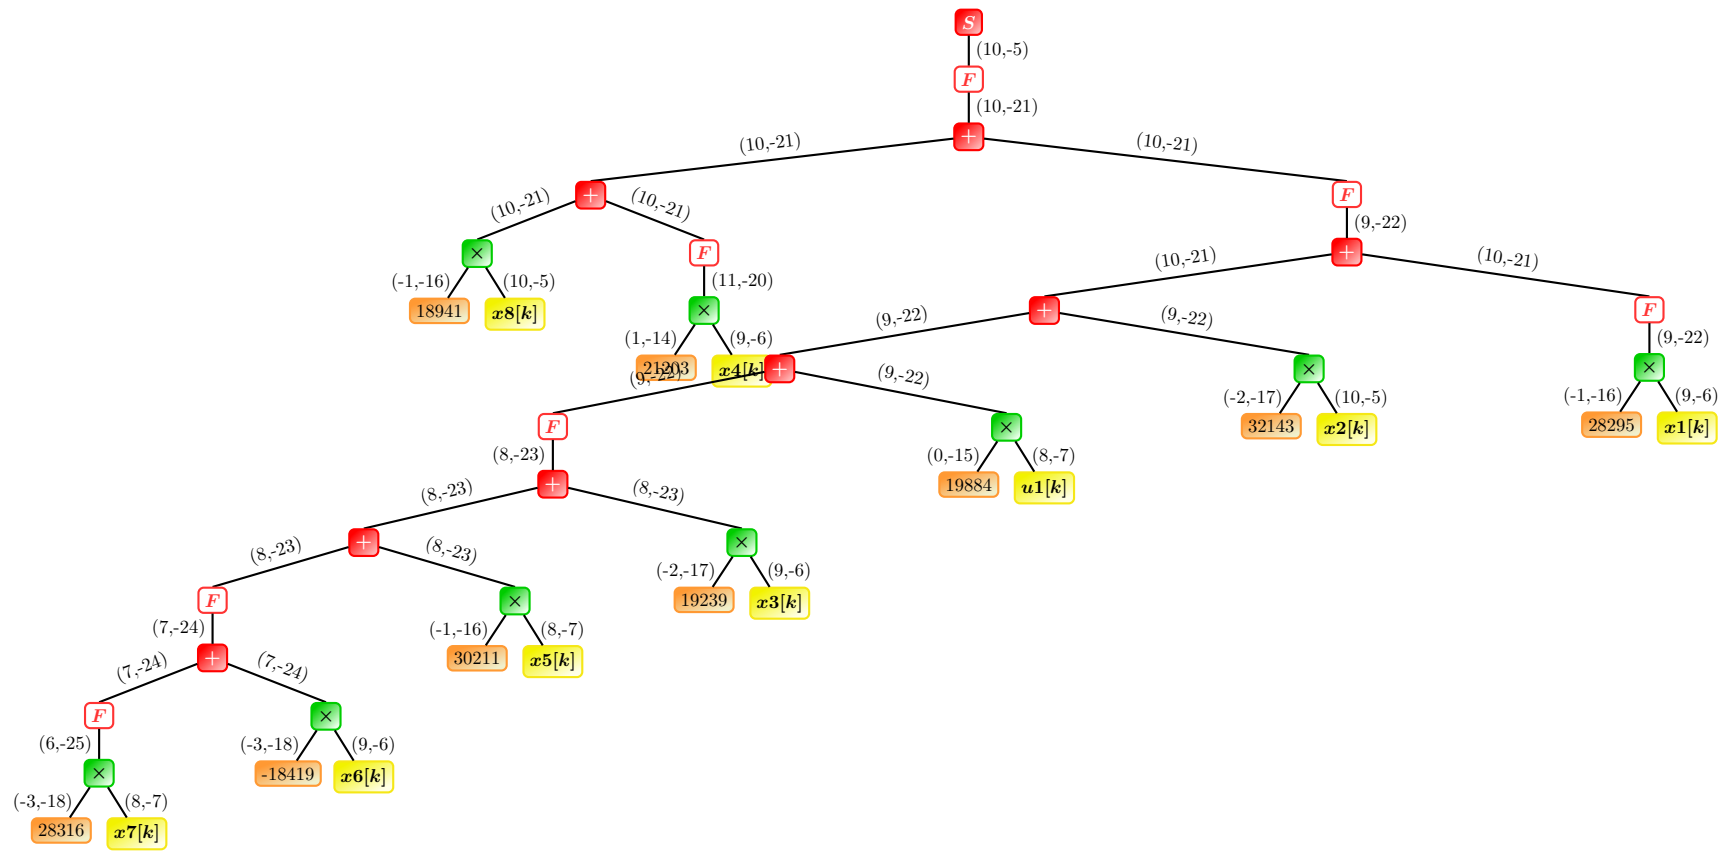 S
(10,-5)
F
(10,-21)
+
(10,-21) (10,-21)
+ F
(10,-21) (10,-21) (9,-22)
× F +
(-1,-16) (10,-5) (11,-20) (10,-21) (10,-21)
18941 x8[k] × + F
(1,-14) (9,-6) (9,-22) (9,-22) (9,-22)
21203 x4[k] + × ×
(9,-22) (9,-22) (-2,-17) (10,-5) (-1,-16) (9,-6)
F × 32143 x2[k] 28295 x1[k]
(8,-23) (0,-15) (8,-7)
+ 19884 u1[k]
(8,-23) (8,-23)
+ ×
(8,-23) (8,-23) (-2,-17) (9,-6)
F × 19239 x3[k]
(7,-24) (-1,-16) (8,-7)
+ 30211 x5[k]
(7,-24) (7,-24)
F ×
(6,-25) (-3,-18) (9,-6)
× -18419 x6[k]
(-3,-18) (8,-7)
28316 x7[k]